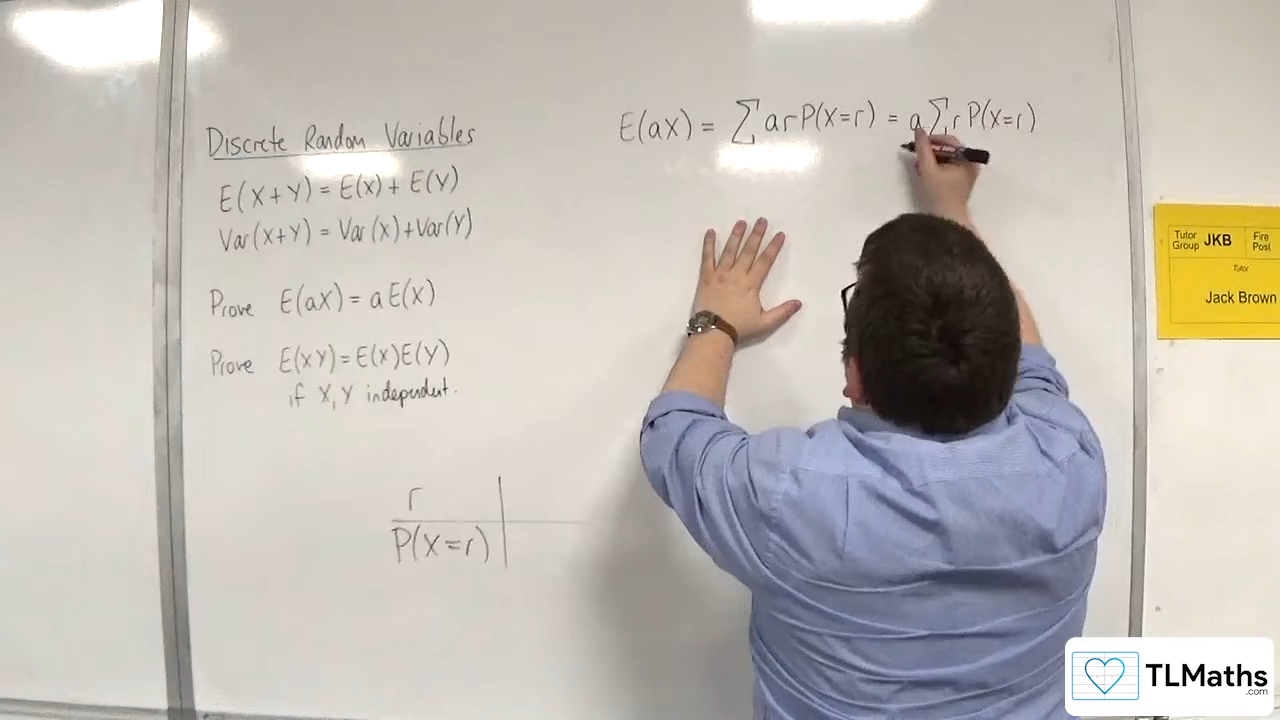 Discrete Random Variables
E(X+Y) = E(X) + E(Y)
Var(X+Y) = Var(X)+Var(Y)
Prove E(aX) = aE(X)
Prove E(XY) = E(X)E(Y)
if X, Y independent.
r
P(X=r)
E(aX) = ∑ar P(X=r) = a∑r P(X=r)
Tutor Group JKB
Fire Post
Tutor
Jack Brown
TLMaths
.com